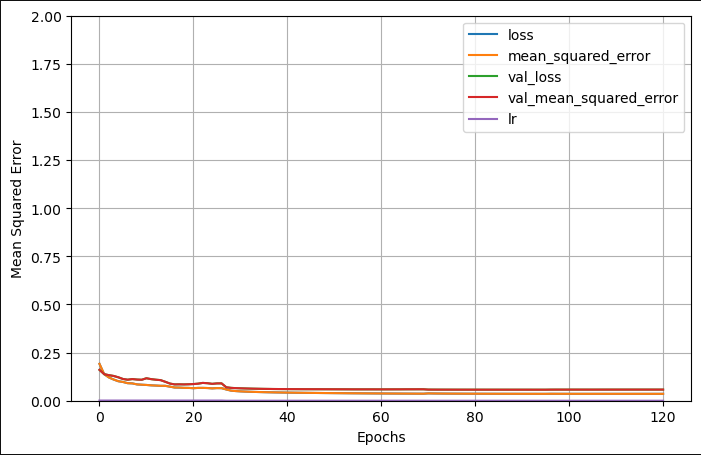 2.00
1.75
1.50
1.25
1.00
0.75
0.50
0.25
0.00
Mean Squared Error
loss
mean_squared_error
val_loss
val_mean_squared_error
lr
0 20 40 60 80 100 120
Epochs